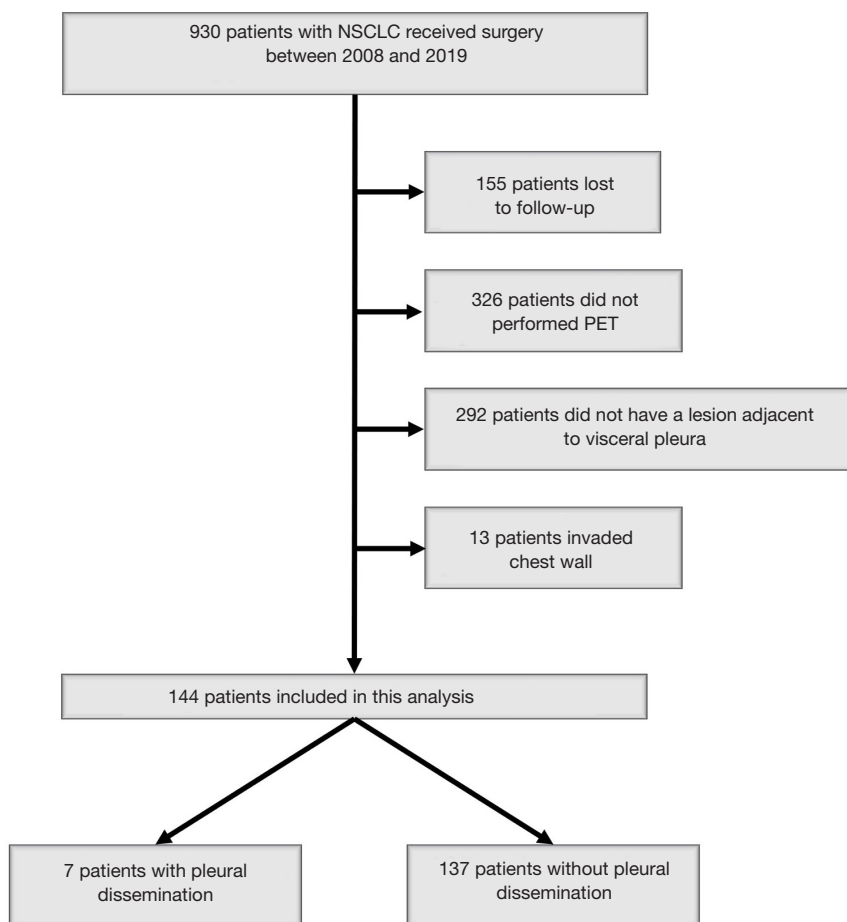 930 patients with NSCLC received surgery
between 2008 and 2019
155 patients lost
to follow-up
326 patients did not
performed PET
292 patients did not have a lesion adjacent
to visceral pleura
13 patients invaded
chest wall
144 patients included in this analysis
7 patients with pleural
dissemination
137 patients without pleural
dissemination